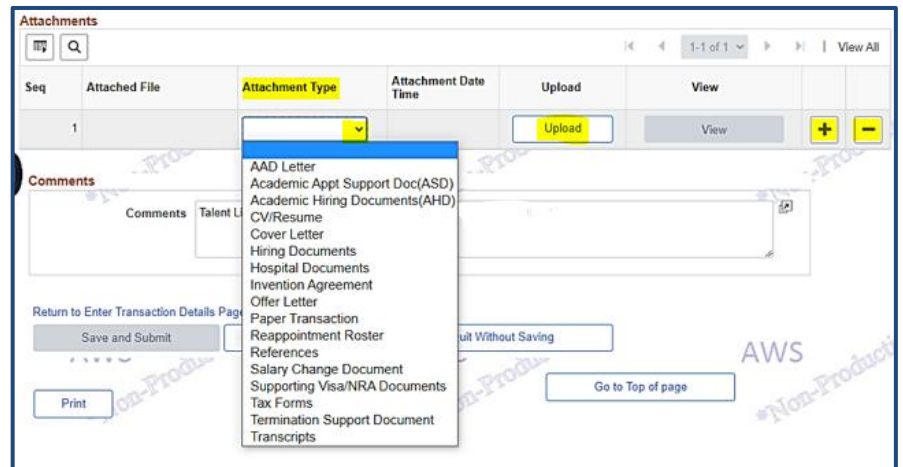 Attachments
1-1 of 1 View All
Seq Attached File Attachment Type Attachment Date Time Upload View
1 Upload View
AAD Letter
Academic Appt Support Doc(ASD)
Academic Hiring Documents(AHD)
CV/Resume
Cover Letter
Hiring Documents
Hospital Documents
Invention Agreement
Offer Letter
Paper Transaction
Reappointment Roster
References
Salary Change Document
Supporting Visa/NRA Documents
Tax Forms
Termination Support Document
Transcripts
Comments
Comments Talent
Return to Enter Transaction Details
Save and Submit Without Saving
AWS
Print Go to Top of page